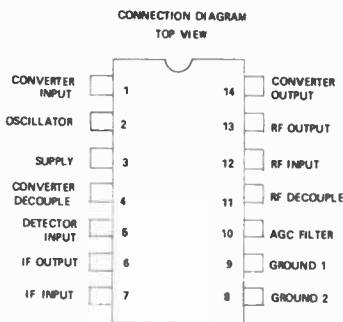 CONNECTION DIAGRAM
TOP VIEW
CONVERTER
INPUT
1
14
CONVERTER
OUTPUT
OSCILLATOR
2
13
RF OUTPUT
SUPPLY
3
12
RF INPUT
CONVERTER
DECOUPLE
4
11
RF DECOUPLE
DETECTOR
INPUT
5
10
AGC FILTER
IF OUTPUT
6
9
GROUND 1
IF INPUT
7
8
GROUND 2